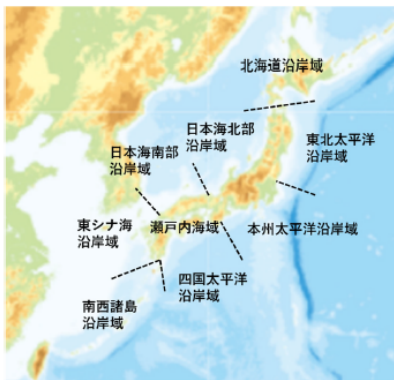 北海道沿岸域
日本海北部
沿岸域
東北太平洋
沿岸域
日本海南部
沿岸域
東シナ海
沿岸域
瀬戸内海域
本州太平洋沿岸域
四国太平洋
沿岸域
南西諸島
沿岸域